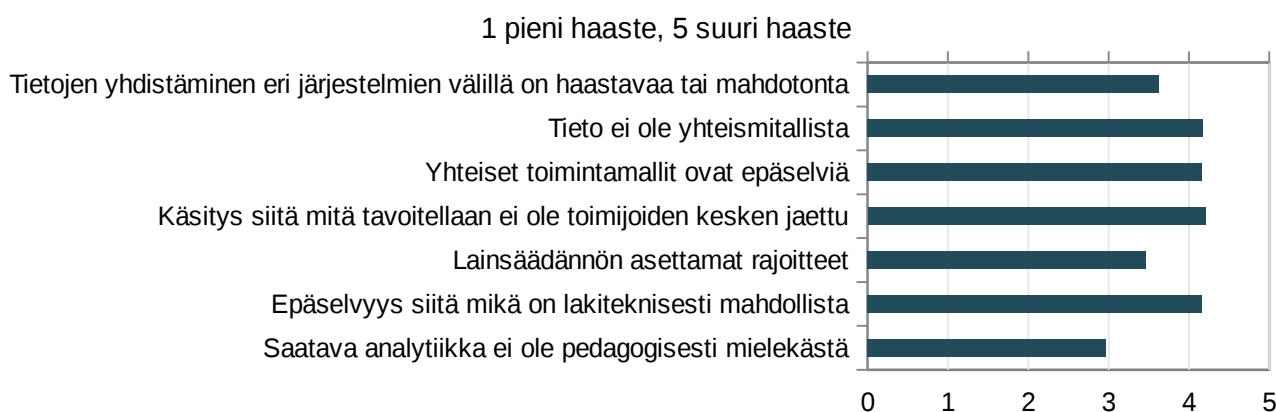 1 pieni haaste, 5 suuri haaste
Tietojen yhdistäminen eri järjestelmien välillä on haastavaa tai mahdotonta
Tieto ei ole yhteismitallista
Yhteiset toimintamallit ovat epäselviä
Käsitys siitä mitä tavoitellaan ei ole toimijoiden kesken jaettu
Lainsäädännön asettamat rajoitteet
Epäselvyys siitä mikä on lakiteknisesti mahdollista
Saatava analytiikka ei ole pedagogisesti mielekästä
0 1 2 3 4 5